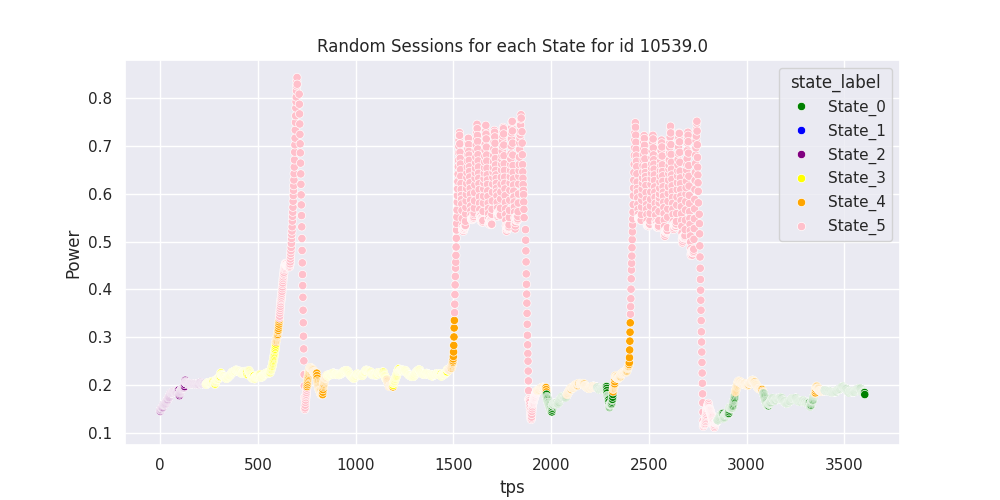 Random Sessions for each State for id 10539.0
state_label
State_0
State_1
State_2
State_3
State_4
State_5
Power
0.8
0.7
0.6
0.5
0.4
0.3
0.2
0.1
0 500 1000 1500 2000 2500 3000 3500
tps